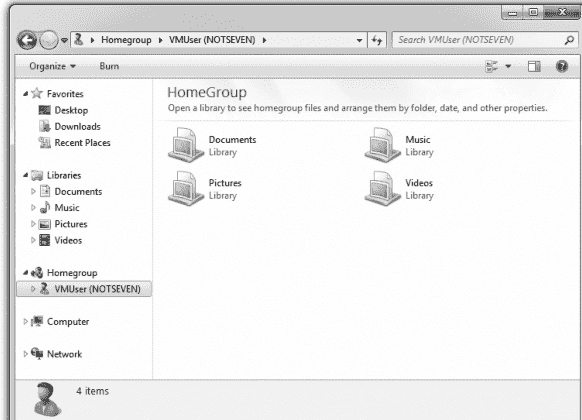 Homegroup VMUser (NOTSEVEN)
Search VMUser (NOTSEVEN)
Organize Burn
Favorites
Desktop
Downloads
Recent Places
Libraries
Documents
Music
Pictures
Videos
Homegroup
VMUser (NOTSEVEN)
Computer
Network
HomeGroup
Open a library to see homegroup files and arrange them by folder, date, and other properties.
Documents
Library
Music
Library
Pictures
Library
Videos
Library
4 items